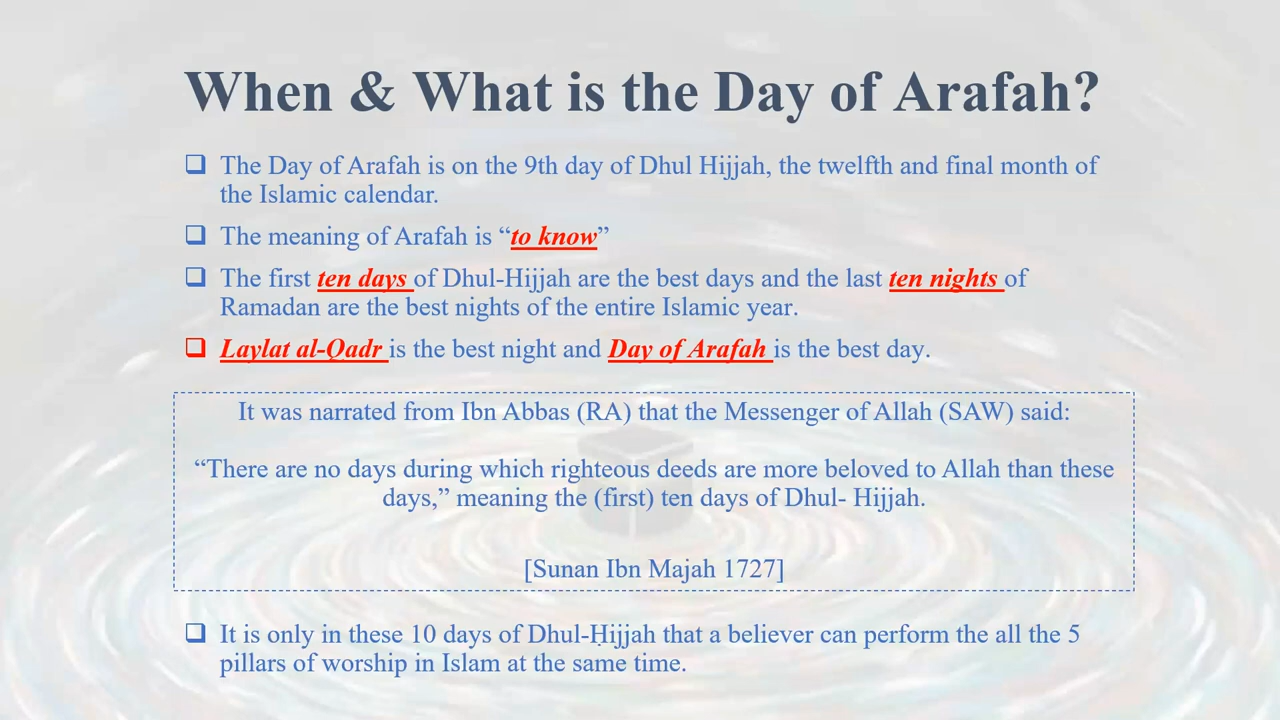 When & What is the Day of Arafah?
❑ The Day of Arafah is on the 9th day of Dhul Hijjah, the twelfth and final month of
the Islamic calendar.
❑ The meaning of Arafah is “to know”
❑ The first ten days of Dhul-Hijjah are the best days and the last ten nights of
Ramadan are the best nights of the entire Islamic year.
❑ Laylat al-Qadr is the best night and Day of Arafah is the best day.
It was narrated from Ibn Abbas (RA) that the Messenger of Allah (SAW) said:
“There are no days during which righteous deeds are more beloved to Allah than these
days,” meaning the (first) ten days of Dhul- Hijjah.
[Sunan Ibn Majah 1727]
❑ It is only in these 10 days of Dhul-Ḥijjah that a believer can perform the all the 5
pillars of worship in Islam at the same time.